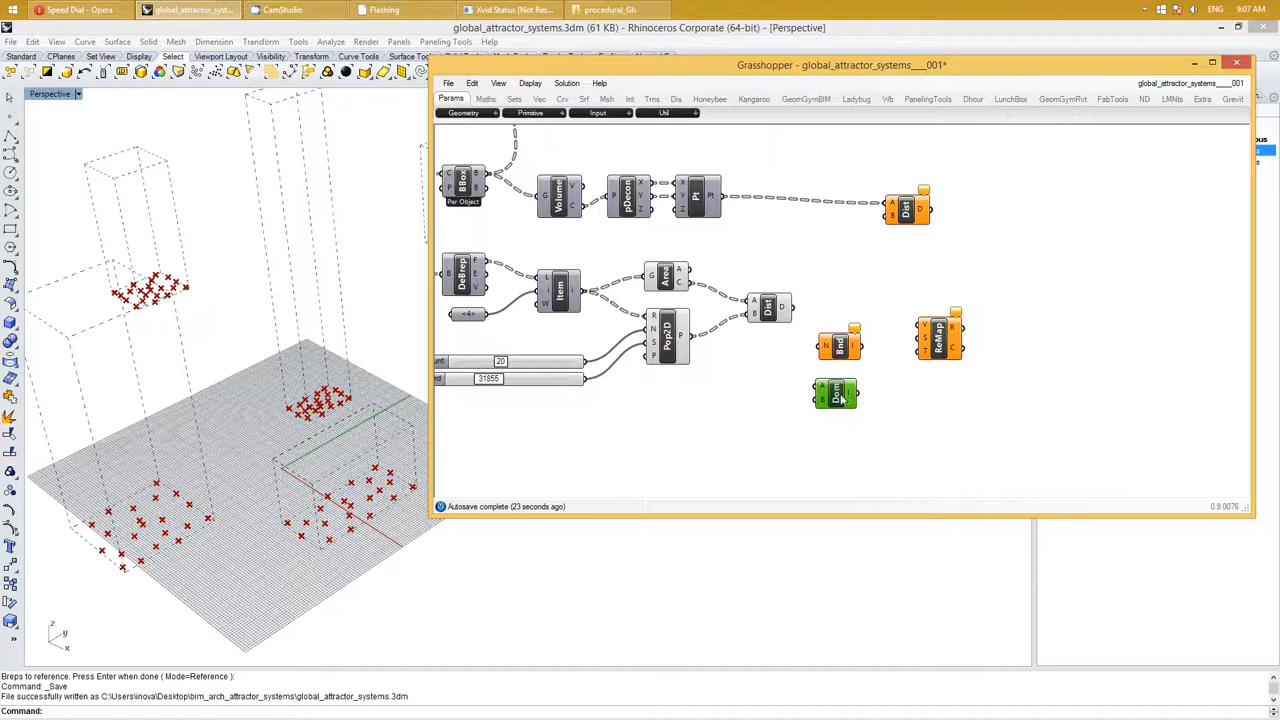 Speed Dial - Opera
global_attractor_syst...
CamStudio
Flashing
Xvid Status (Not Res...
procedural_Gh
ENG
9:07 AM
global_attractor_systems.3dm (61 KB) - Rhinoceros Corporate (64-bit) - [Perspective]
File Edit View Curve Surface Solid Mesh Dimension Transform Tools Analyze Render Panels Paneling Tools Help
Standard CPlanes Set View Display Select Viewport Layout Visibility Transform Curve Tools
Perspective
Grasshopper - global_attractor_systems___001*
File Edit View Display Solution Help
global_attractor_systems____001
Params Maths Sets Vec Crv Srf Msh Int Trns Dis Honeybee Kangaroo GeomGymBIM Ladybug Wb PanelingTools Dhour LunchBox GeomGymRvt FabTools ND LMNts Extra Grevit
Geometry + Primitive + Input + Util +
C
P
BBox
B
B
Per Object
G
Volume
V
C
P
pDecon
X
Y
Z
X
Y
Z
Pt
Pt
A
B
Dist
D
B
DeBrep
F
E
V
L
i
W
Item
i
<4>
G
Area
A
C
R
N
S
P
Pop2D
P
A
B
Dist
D
N
Bnd
I
V
S
T
ReMap
R
C
A
B
Dom
I
unt
20
ed
31855
Autosave complete (23 seconds ago)
0.9.0076
z
y
x
Breps to reference. Press Enter when done ( Mode=Reference ):
Command: _Save
File successfully written as C:\Users\inova\Desktop\bim_arch_attractor_systems\global_attractor_systems.3dm
Command: